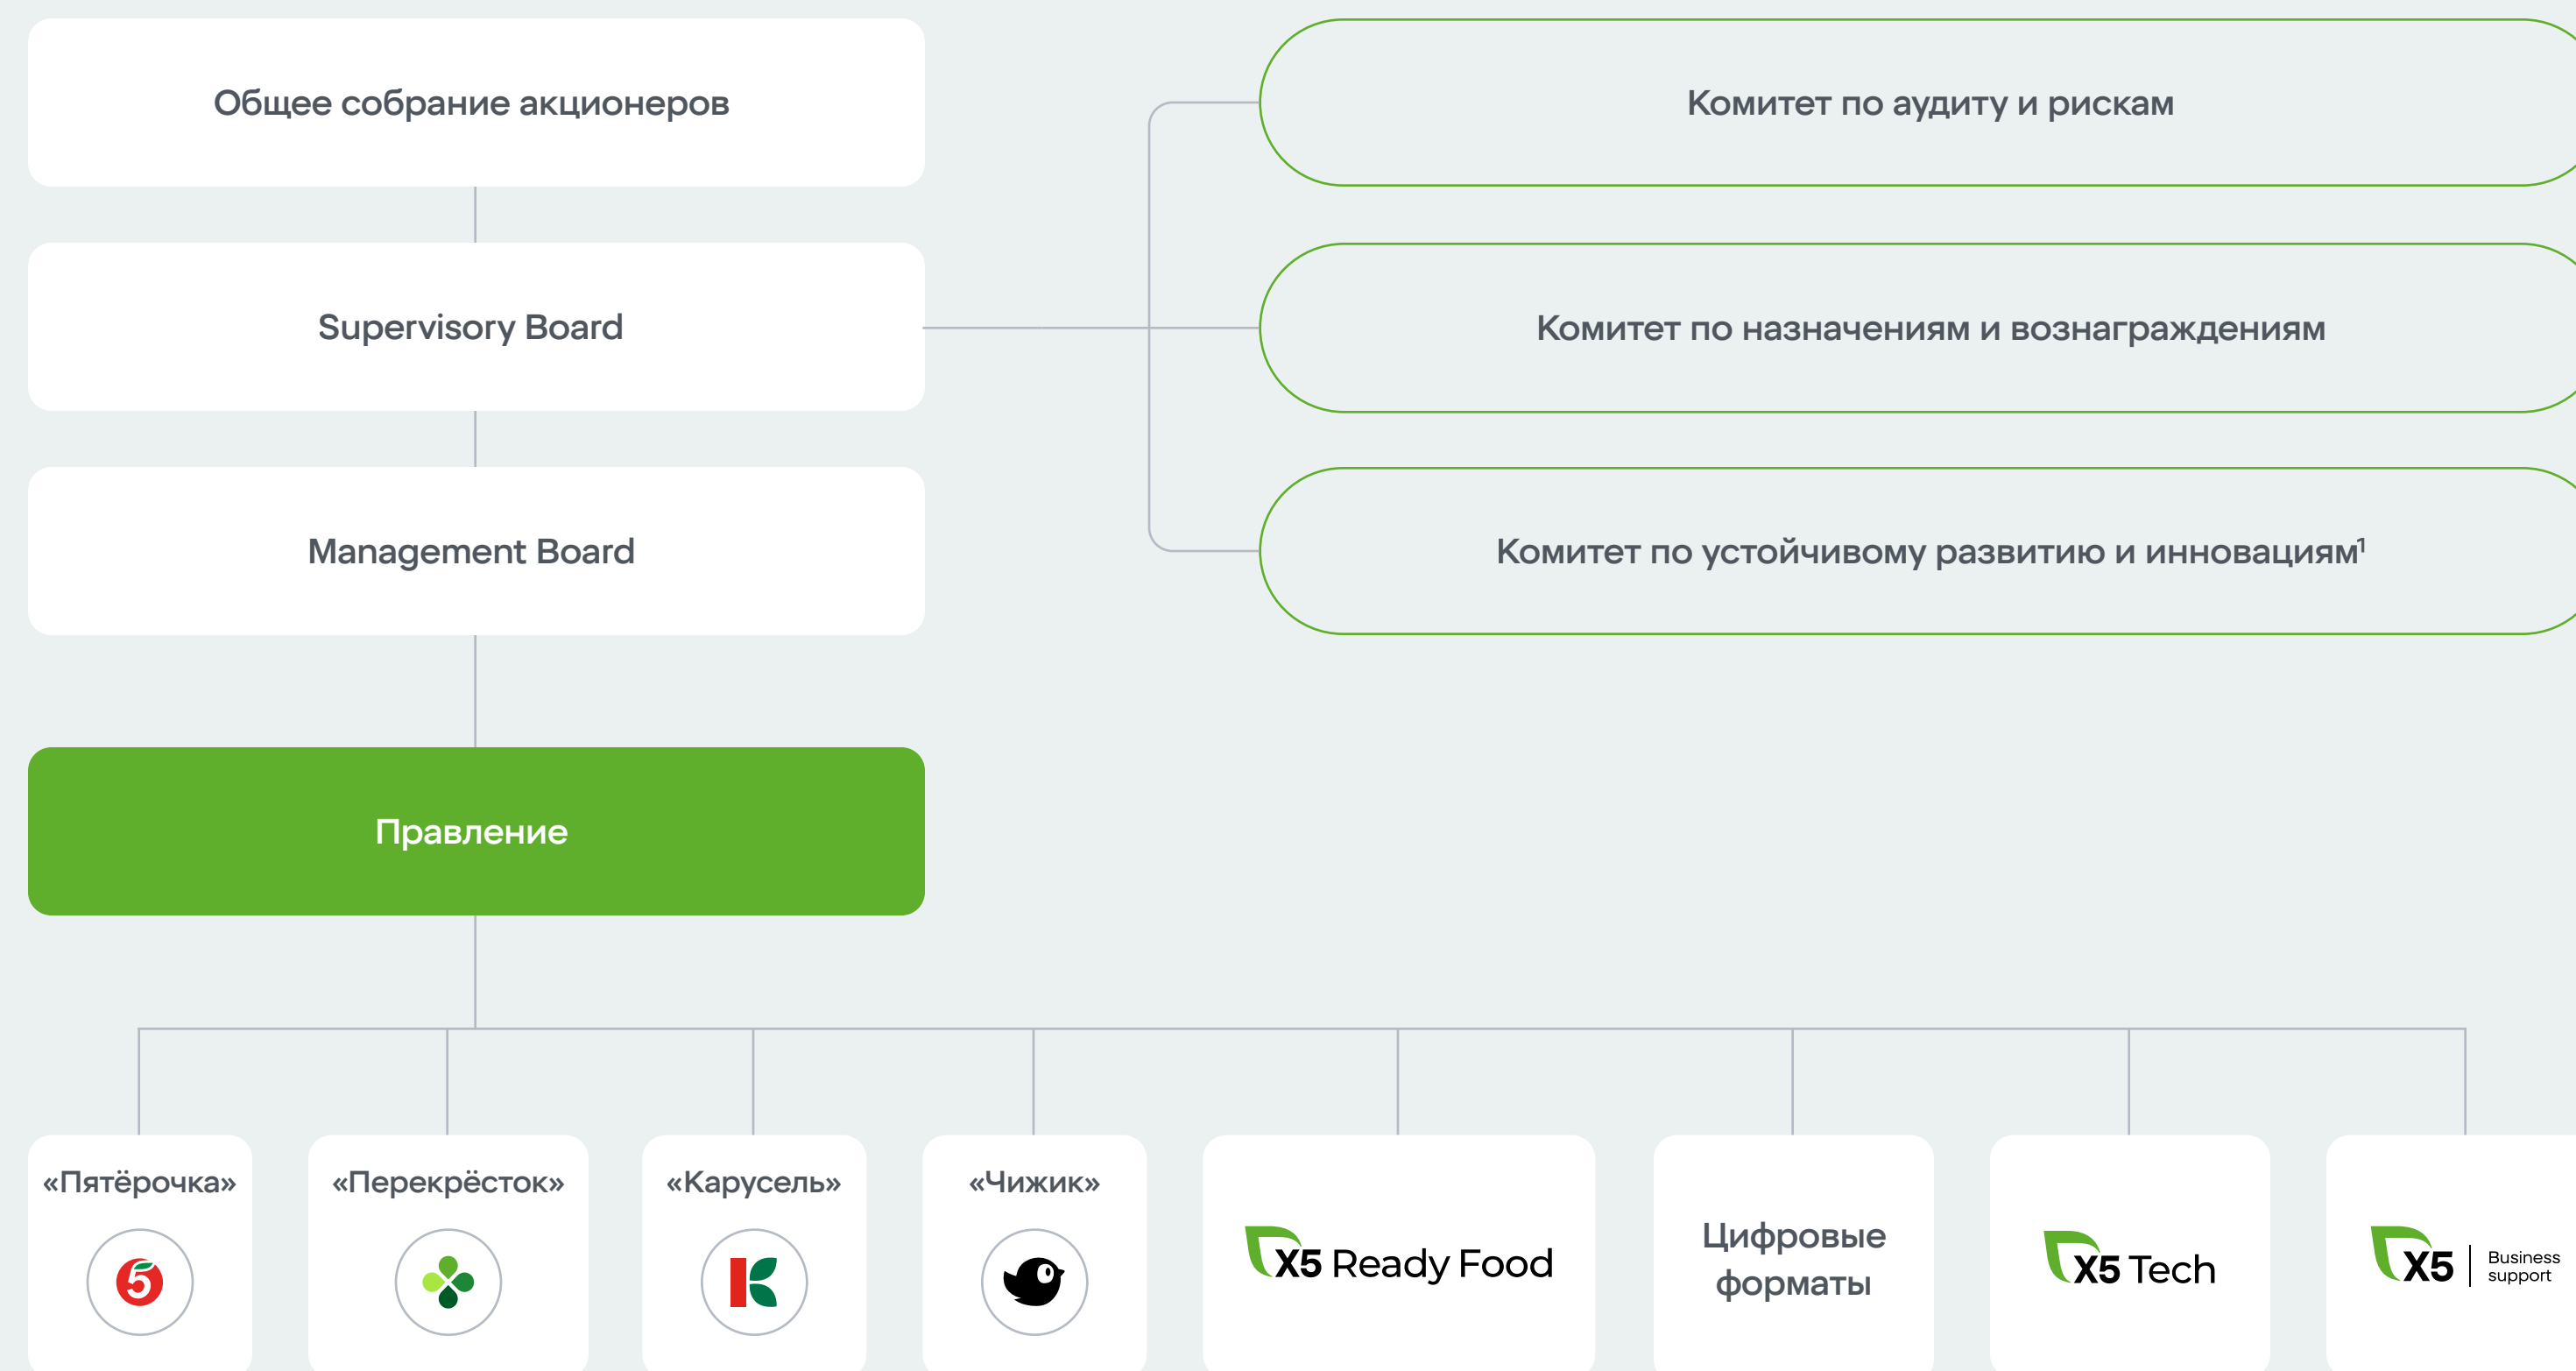 Общее собрание акционеров
Комитет по аудиту и рискам
Supervisory Board
Комитет по назначениям и вознаграждениям
Management Board
Комитет по устойчивому развитию и инновациям¹
Правление
«Пятёрочка»
5
«Перекрёсток»
«Карусель»
К
«Чижик»
X5 Ready Food
Цифровые
форматы
X5 Tech
X5
Business
support